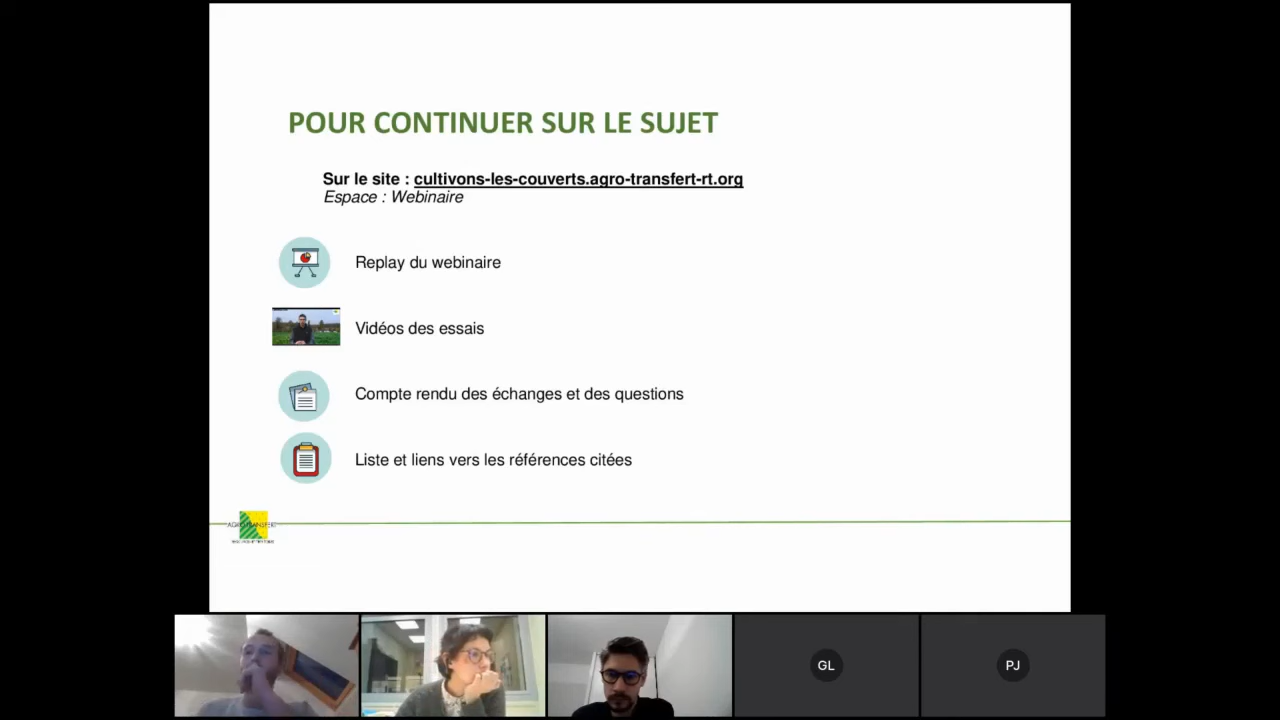 POUR CONTINUER SUR LE SUJET
Sur le site : cultivons-les-couverts.agro-transfert-rt.org
Espace : Webinaire
Replay du webinaire
Vidéos des essais
Compte rendu des échanges et des questions
Liste et liens vers les références citées
AGRO-TRANSFERT
GL
PJ